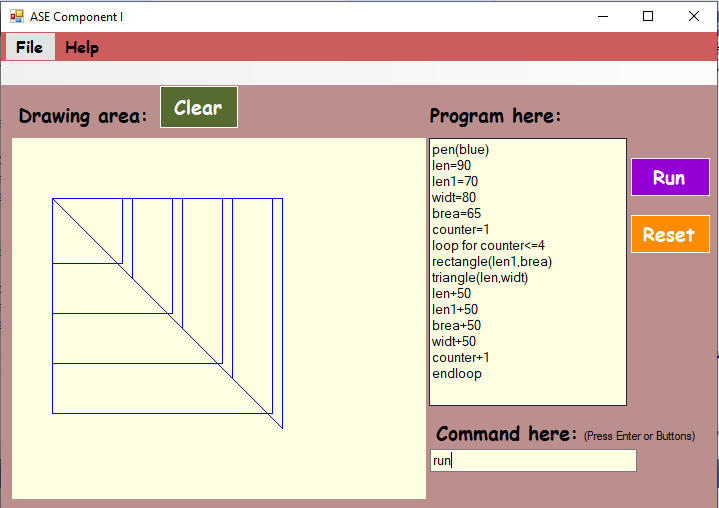 ASE Component I
File Help
Drawing area: Clear
Program here:
pen(blue)
len=90
len1=70
widt=80
brea=65
counter=1
loop for counter<=4
rectangle(len1,brea)
triangle(len,widt)
len+50
len1+50
brea+50
widt+50
counter+1
endloop
Run
Reset
Command here: (Press Enter or Buttons)
run